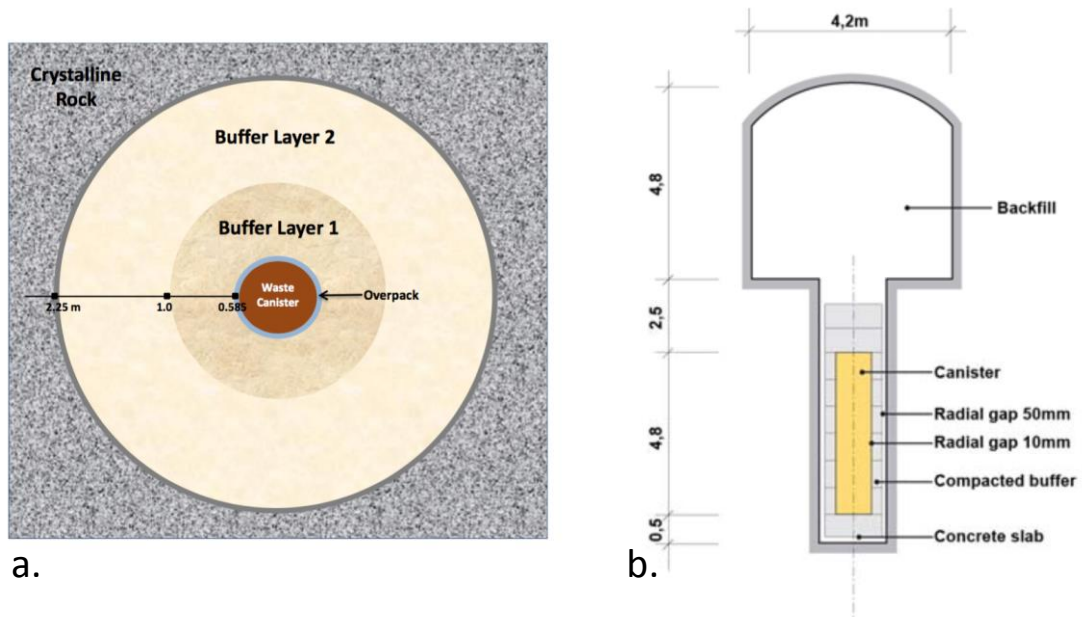 Crystalline
Rock
Buffer Layer 2
Buffer Layer 1
Waste
Canister
Overpack
2.25 m
1.0
0.585
a.
4,2m
4,8
2,5
4,8
0,5
Backfill
Canister
Radial gap 50mm
Radial gap 10mm
Compacted buffer
Concrete slab
b.